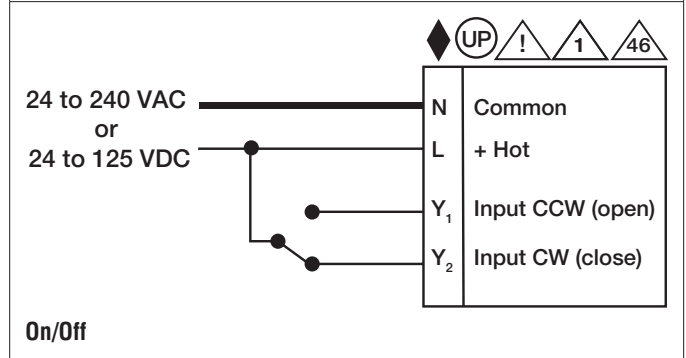 UP ! 1 46
24 to 240 VAC
or
24 to 125 VDC
N Common
L + Hot
Y₁ Input CCW (open)
Y₂ Input CW (close)
On/Off